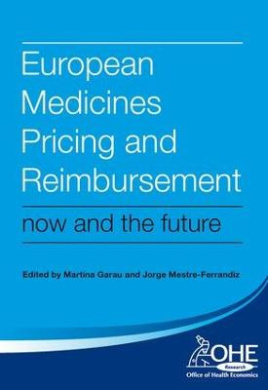 European
Medicines
Pricing and
Reimbursement
now and the future
Edited by Martina Garau and Jorge Mestre-Ferrandiz
OHE
Research
Office of Health Economics